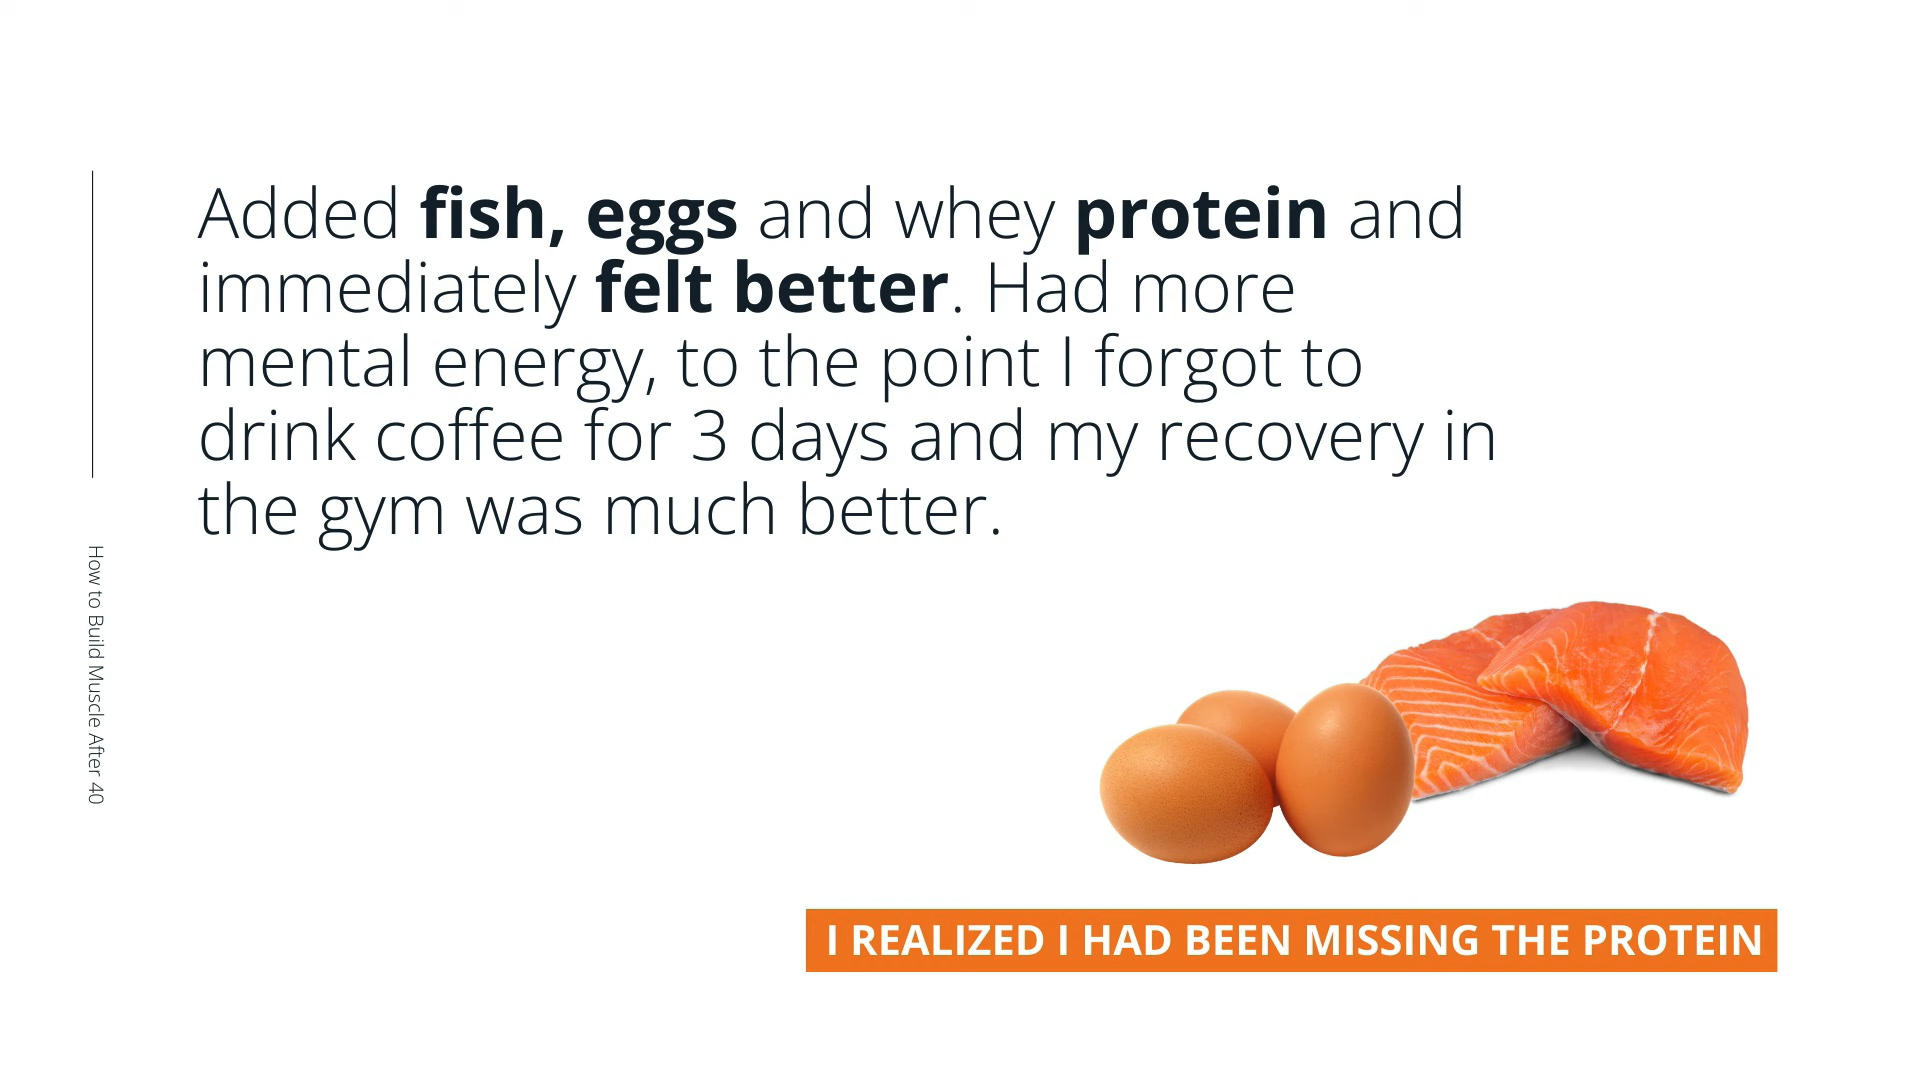 Added fish, eggs and whey protein and
immediately felt better. Had more
mental energy, to the point I forgot to
drink coffee for 3 days and my recovery in
the gym was much better.
How to Build Muscle After 40
I REALIZED I HAD BEEN MISSING THE PROTEIN